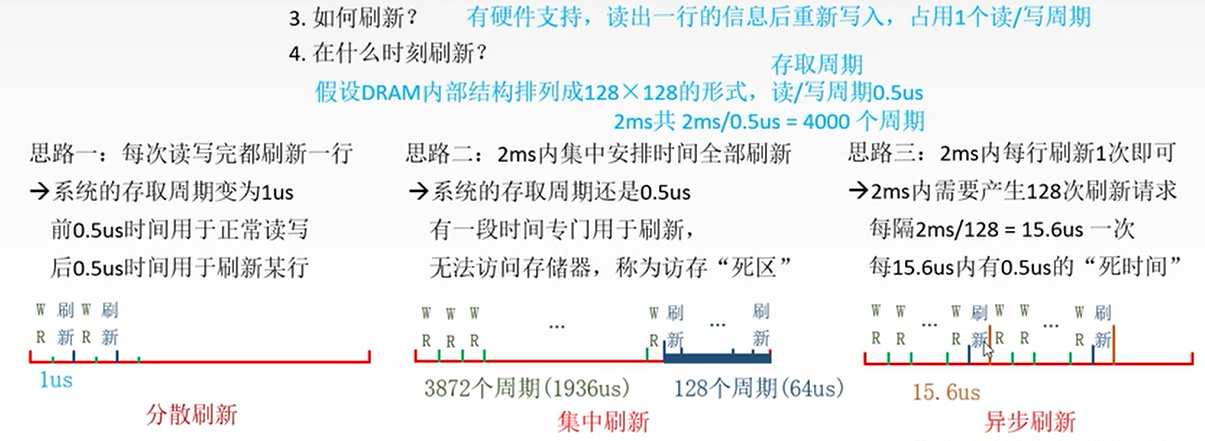 3. 如何刷新？ 有硬件支持，读出一行的信息后重新写入，占用1个读/写周期
4. 在什么时刻刷新？
存取周期
假设DRAM内部结构排列成128×128的形式，读/写周期0.5us
2ms共 2ms/0.5us = 4000 个周期
思路一：每次读写完都刷新一行
→系统的存取周期变为1us
前0.5us时间用于正常读写
后0.5us时间用于刷新某行
W 刷 W 刷
R 新 R 新
1us
分散刷新
思路二：2ms内集中安排时间全部刷新
→系统的存取周期还是0.5us
有一段时间专门用于刷新，
无法访问存储器，称为访存“死区”
W W W ... W 刷 ... 刷
R R R R 新 新
3872个周期(1936us) 128个周期(64us)
集中刷新
思路三：2ms内每行刷新1次即可
→2ms内需要产生128次刷新请求
每隔2ms/128 = 15.6us 一次
每15.6us内有0.5us的“死时间”
W W ... W 刷 W W ... W 刷
R R R 新 R R R 新
15.6us
异步刷新